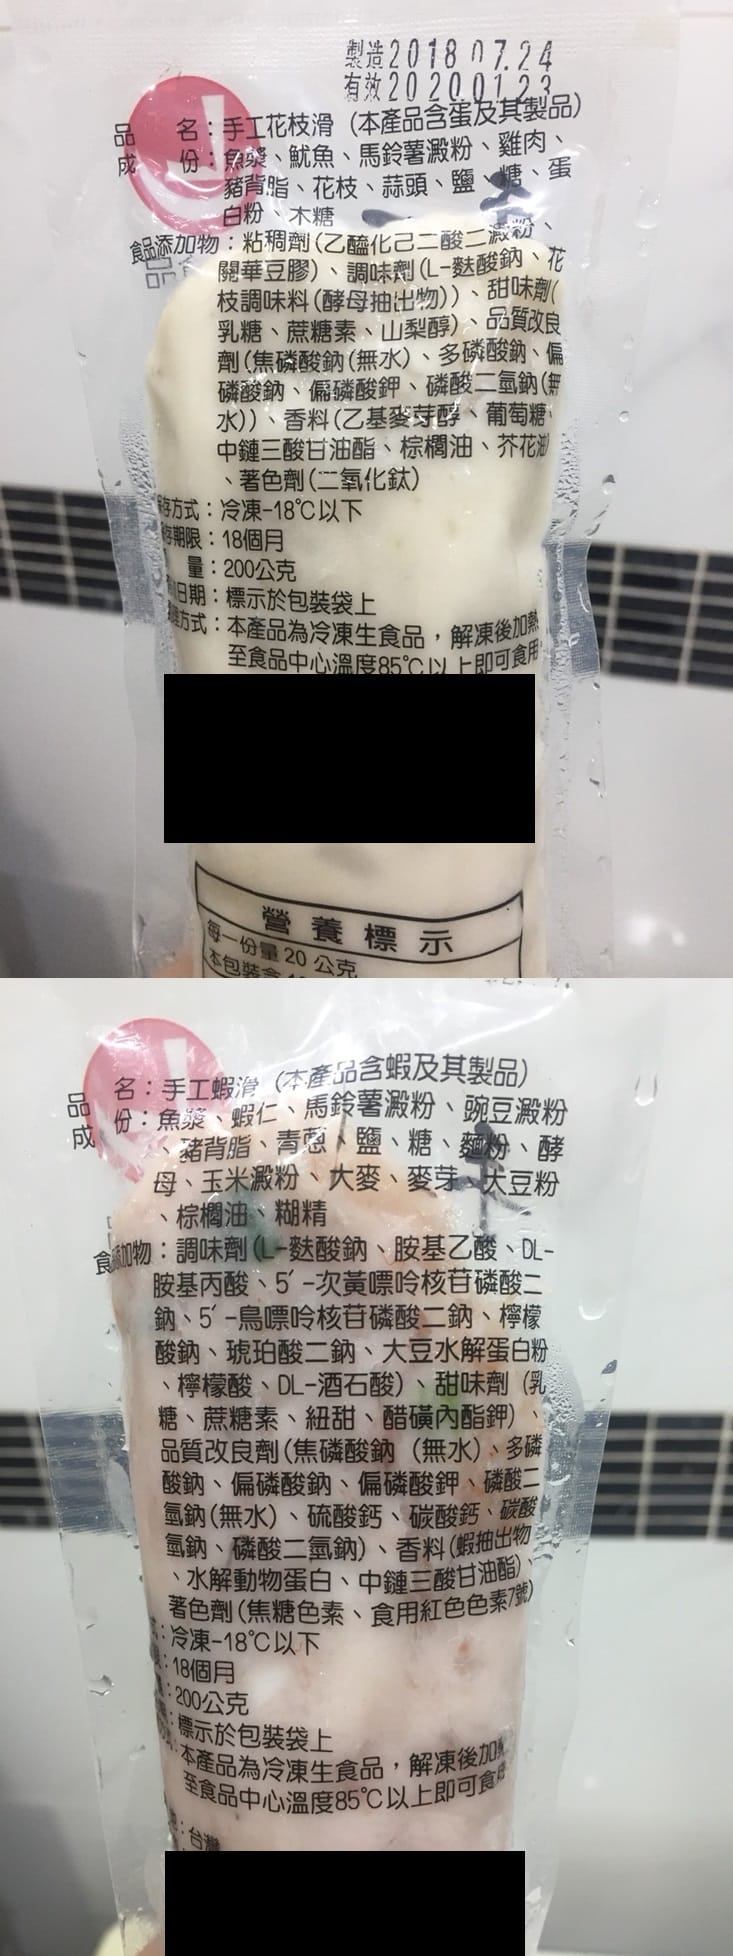 製造2018 07.24
有效2020 01 23
品名：手工花枝滑（本產品含蛋及其製品）
成份：魚漿、魷魚、馬鈴薯澱粉、雞肉、
豬背脂、花枝、蒜頭、鹽、糖、蛋
白粉、木糖
食品添加物：粘稠劑(乙醯化己二酸二澱粉、
關華豆膠)、調味劑(L-麩酸鈉、花
枝調味料(酵母抽出物))、甜味劑(
乳糖、蔗糖素、山梨醇)、品質改良
劑(焦磷酸鈉(無水)、多磷酸鈉、偏
磷酸鈉、偏磷酸鉀、磷酸二氫鈉(無
水))、香料(乙基麥芽醇、葡萄糖、
中鏈三酸甘油酯、棕櫚油、芥花油)
、著色劑(二氧化鈦)
存方式：冷凍-18℃以下
存期限：18個月
量：200公克
日期：標示於包裝袋上
方式：本產品為冷凍生食品，解凍後加熱
至食品中心溫度85℃以上即可食用
營養標示
每一份量 20 公克
本包裝含
品名：手工蝦滑（本產品含蝦及其製品）
成份：魚漿、蝦仁、馬鈴薯澱粉、豌豆澱粉
、豬背脂、青蔥、鹽、糖、麵粉、酵
母、玉米澱粉、大麥、麥芽、大豆粉
、棕櫚油、糊精
食品添加物：調味劑(L-麩酸鈉、胺基乙酸、DL-
胺基丙酸、5′-次黃嘌呤核苷磷酸二
鈉、5′-鳥嘌呤核苷磷酸二鈉、檸檬
酸鈉、琥珀酸二鈉、大豆水解蛋白粉
、檸檬酸、DL-酒石酸)、甜味劑（乳
糖、蔗糖素、紐甜、醋磺內酯鉀)、
品質改良劑(焦磷酸鈉（無水)、多磷
酸鈉、偏磷酸鈉、偏磷酸鉀、磷酸二
氫鈉(無水)、硫酸鈣、碳酸鈣、碳酸
氫鈉、磷酸二氫鈉)、香料(蝦抽出物
、水解動物蛋白、中鏈三酸甘油酯)、
著色劑(焦糖色素、食用紅色色素7號)
：冷凍-18℃以下
：18個月
：200公克
：標示於包裝袋上
：本產品為冷凍生食品，解凍後加熱
至食品中心溫度85℃以上即可食用
：台灣